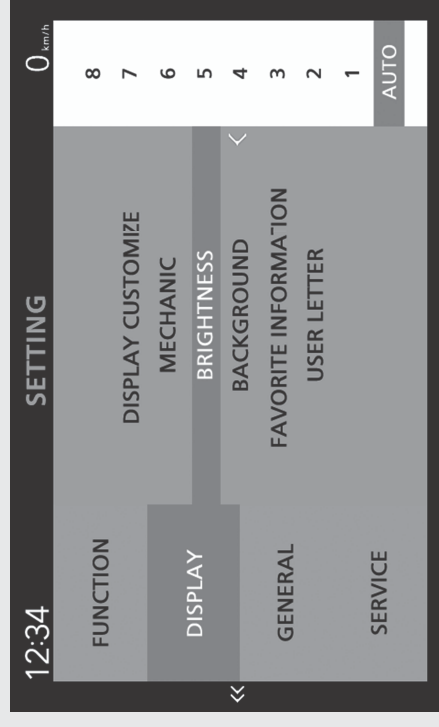 12:34
SETTING
0 km/h
FUNCTION
DISPLAY
GENERAL
SERVICE
DISPLAY CUSTOMIZE
MECHANIC
BRIGHTNESS
BACKGROUND
FAVORITE INFORMATION
USER LETTER
8
7
6
5
4
3
2
1
AUTO